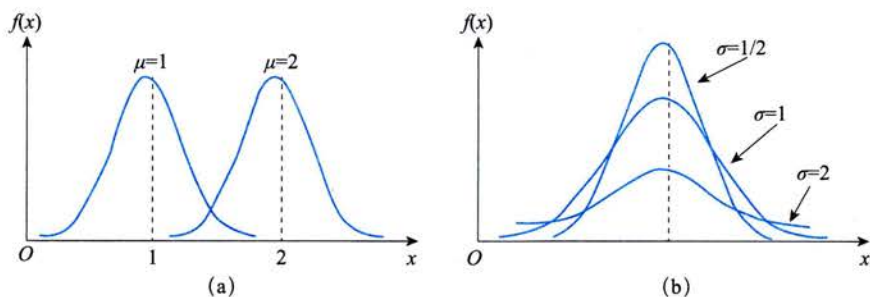 f(x)
μ=1
μ=2
O
1
2
x
(a)
f(x)
σ=1/2
σ=1
σ=2
O
x
(b)